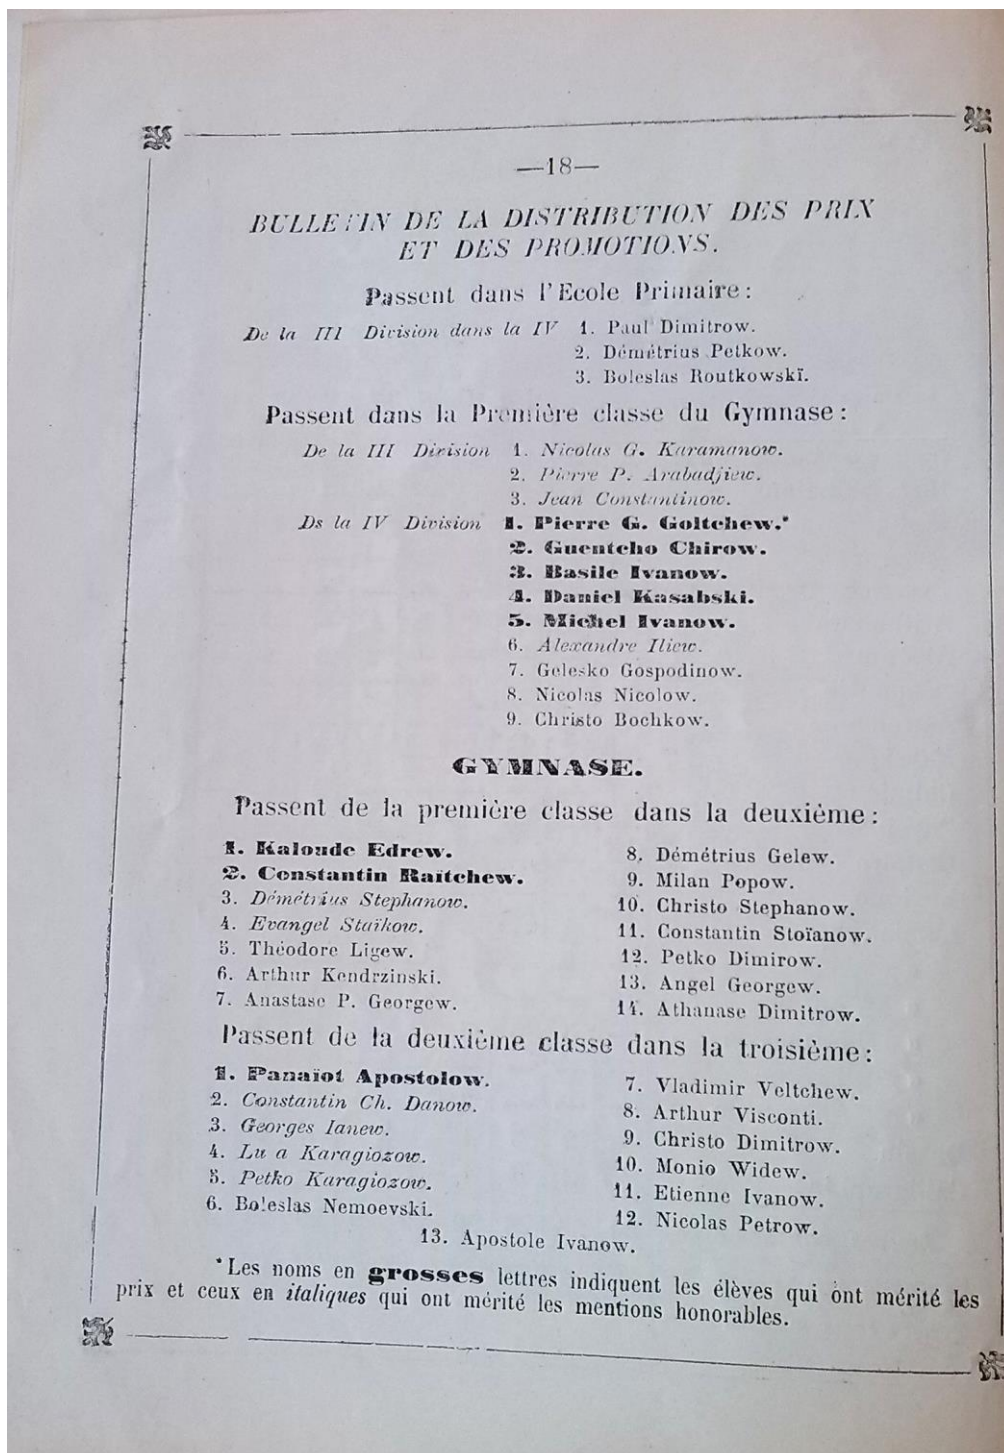 —18—
BULLETIN DE LA DISTRIBUTION DES PRIX
ET DES PROMOTIONS.
Passent dans l'Ecole Primaire:
De la III Division dans la IV 1. Paul Dimitrow.
2. Démétrius Petkow.
3. Boleslas Routkowskï.
Passent dans la Première classe du Gymnase:
De la III Division 1. Nicolas G. Karamanow.
2. Pierre P. Arabadjiew.
3. Jean Constantinow.
Ds la IV Division 1. Pierre G. Goltchew.*
2. Guentcho Chirow.
3. Basile Ivanow.
4. Daniel Kasabski.
5. Michel Ivanow.
6. Alexandre Iliew.
7. Gelesko Gospodinow.
8. Nicolas Nicolow.
9. Christo Bochkow.
GYMNASE.
Passent de la première classe dans la deuxième:
1. Kaloude Edrew.
2. Constantin Raïtchew.
3. Démétrius Stephanow.
4. Evangel Staïkow.
5. Théodore Ligew.
6. Arthur Kendrzinski.
7. Anastase P. Georgew.
8. Démétrius Gelew.
9. Milan Popow.
10. Christo Stephanow.
11. Constantin Stoïanow.
12. Petko Dimirow.
13. Angel Georgew.
14. Athanase Dimitrow.
Passent de la deuxième classe dans la troisième:
1. Panaïot Apostolow.
2. Constantin Ch. Danow.
3. Georges Ianew.
4. Lu a Karagiozow.
5. Petko Karagiozow.
6. Boleslas Nemoevski.
7. Vladimir Veltchew.
8. Arthur Visconti.
9. Christo Dimitrow.
10. Monio Widew.
11. Etienne Ivanow.
12. Nicolas Petrow.
13. Apostole Ivanow.
*Les noms en grosses lettres indiquent les élèves qui ont mérité les
prix et ceux en italiques qui ont mérité les mentions honorables.